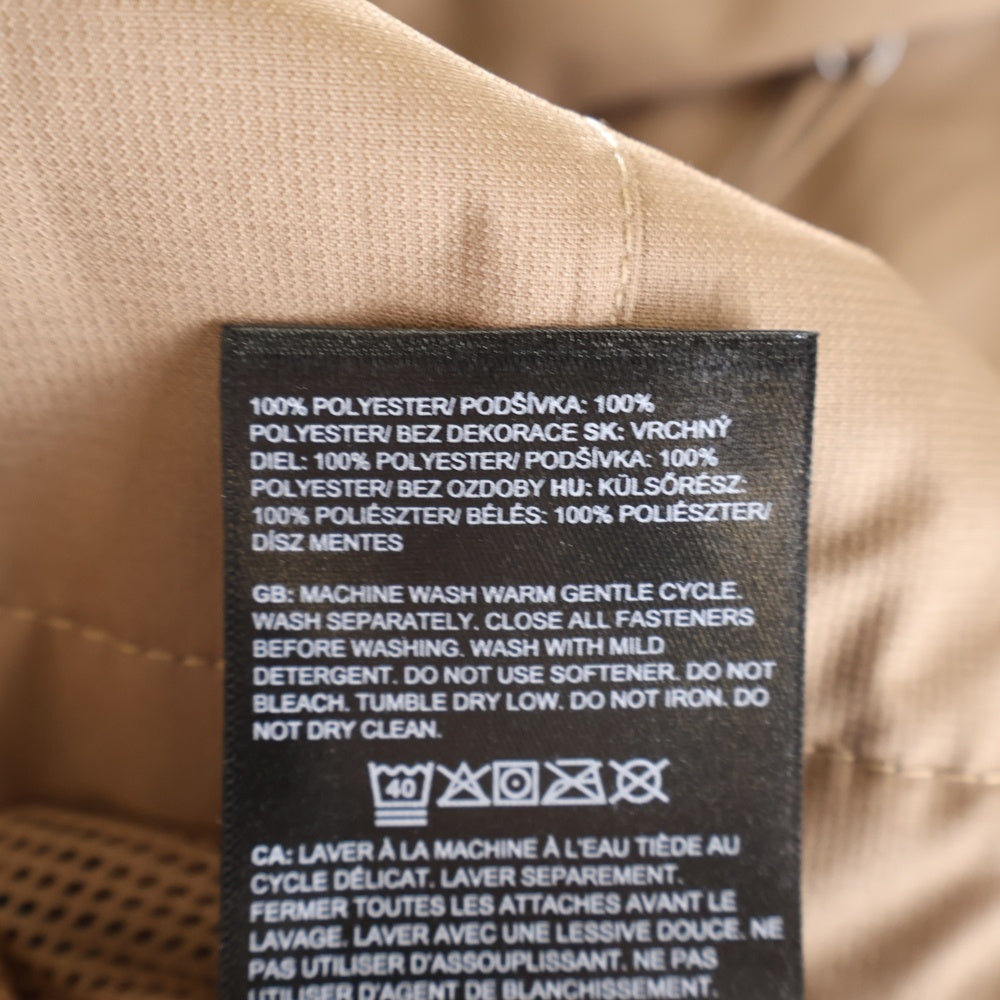 100% POLYESTER/ PODŠÍVKA: 100%
POLYESTER/ BEZ DEKORACE SK: VRCHNÝ
DIEL: 100% POLYESTER/ PODŠÍVKA: 100%
POLYESTER/ BEZ OZDOBY HU: KÜLSŐRÉSZ:
100% POLIÉSZTER/ BÉLÉS: 100% POLIÉSZTER/
DÍSZ MENTES
GB: MACHINE WASH WARM GENTLE CYCLE.
WASH SEPARATELY. CLOSE ALL FASTENERS
BEFORE WASHING. WASH WITH MILD
DETERGENT. DO NOT USE SOFTENER. DO NOT
BLEACH. TUMBLE DRY LOW. DO NOT IRON. DO
NOT DRY CLEAN.
40
CA: LAVER À LA MACHINE À L'EAU TIÈDE AU
CYCLE DÉLICAT. LAVER SEPAREMENT.
FERMER TOUTES LES ATTACHES AVANT LE
LAVAGE. LAVER AVEC UNE LESSIVE DOUCE. NE
PAS UTILISER D'ASSOUPLISSANT. NE PAS
UTILISER D'AGENT DE BLANCHISSEMENT.